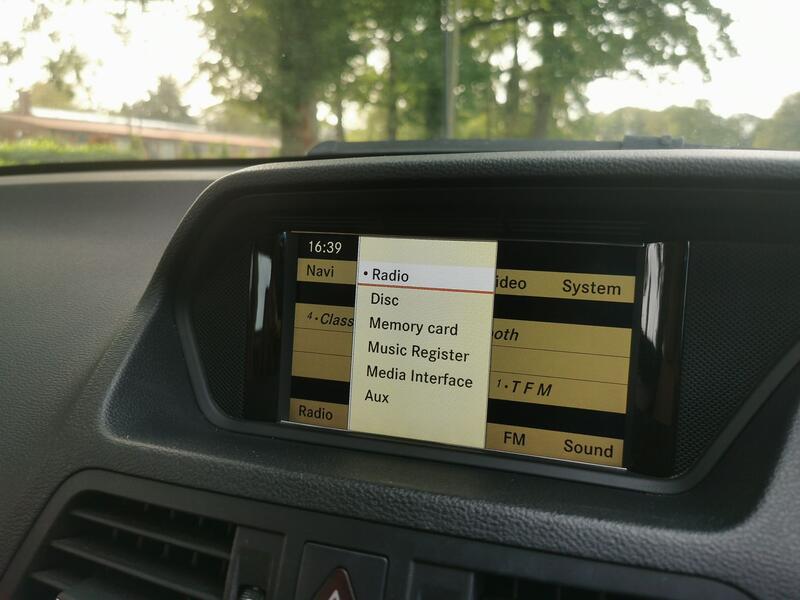 16:39
Navi
ideo System
• Radio
Disc
Memory card
Music Register
Media Interface
Aux
4•Class
oth
1•TFM
Radio
FM Sound